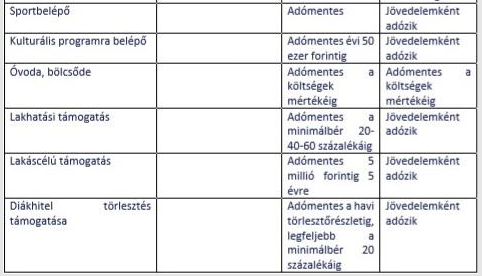 Sportbelépő
Adómentes
Jövedelemként
adózik
Kulturális programra belépő
Adómentes évi 50
ezer forintig
Jövedelemként
adózik
Óvoda, bölcsőde
Adómentes a
költségek
mértékéig
Adómentes a
költségek
mértékéig
Lakhatási támogatás
Adómentes a
minimálbér 20-
40-60 százalékáig
Jövedelemként
adózik
Lakáscélú támogatás
Adómentes 5
millió forintig 5
évre
Jövedelemként
adózik
Diákhitel törlesztés
támogatása
Adómentes a havi
törlesztőrészletig,
legfeljebb a
minimálbér 20
százalékáig
Jövedelemként
adózik